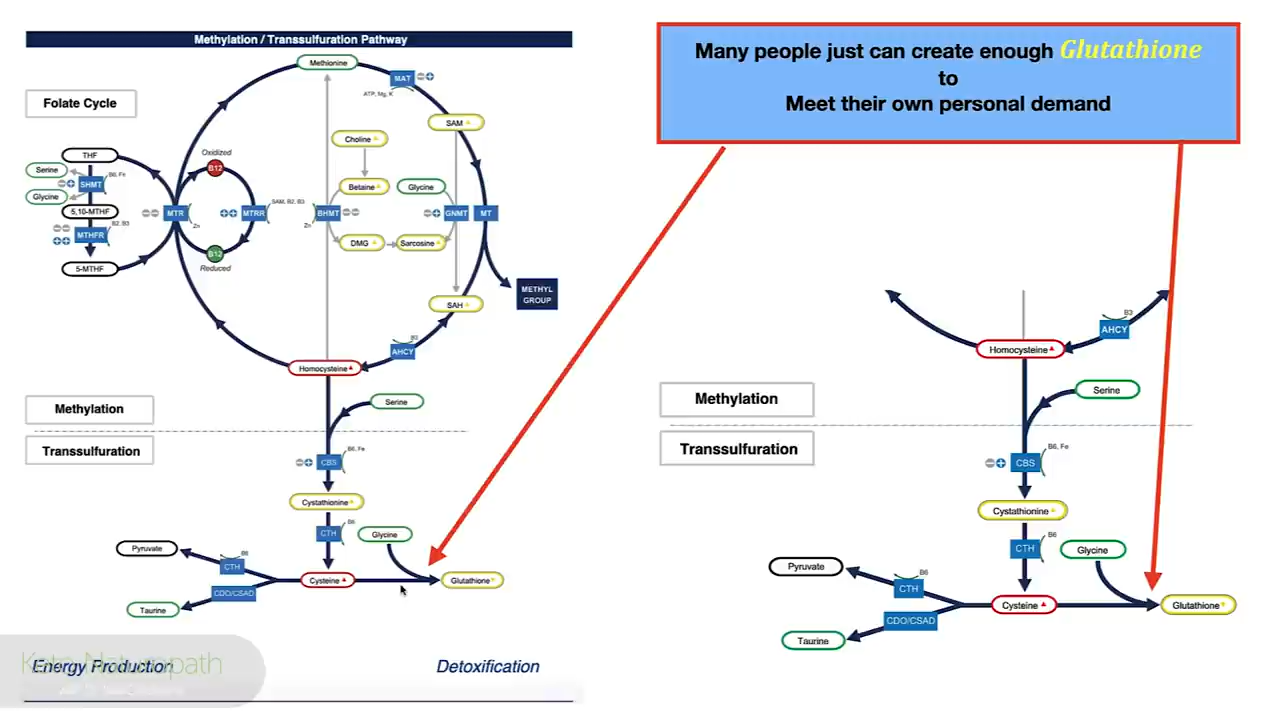 Methylation / Transsulfuration Pathway
Many people just can create enough Glutathione
to
Meet their own personal demand
Folate Cycle
Methionine
MAT
ATP, Mg, K
SAM
Choline
Oxidized
B12
THF
Serine
B6, Fe
SHMT
Glycine
Betaine
Glycine
SAM, B2, B3
5,10-MTHF
MTR
MTRR
BHMT
GNMT
MT
Zn
Zn
B2, B3
MTHFR
DMG
Sarcosine
B12
Reduced
5-MTHF
METHYL
GROUP
SAH
B3
AHCY
Homocysteine
Serine
Methylation
Transsulfuration
B6, Fe
CBS
Cystathionine
B6
CTH
Glycine
Pyruvate
B6
CTH
Cysteine
Glutathione
CDO/CSAD
Taurine
Energy Production
Detoxification
Keto Naturopath
B3
AHCY
Homocysteine
Serine
Methylation
Transsulfuration
B6, Fe
CBS
Cystathionine
B6
CTH
Glycine
Pyruvate
B6
CTH
Cysteine
Glutathione
CDO/CSAD
Taurine